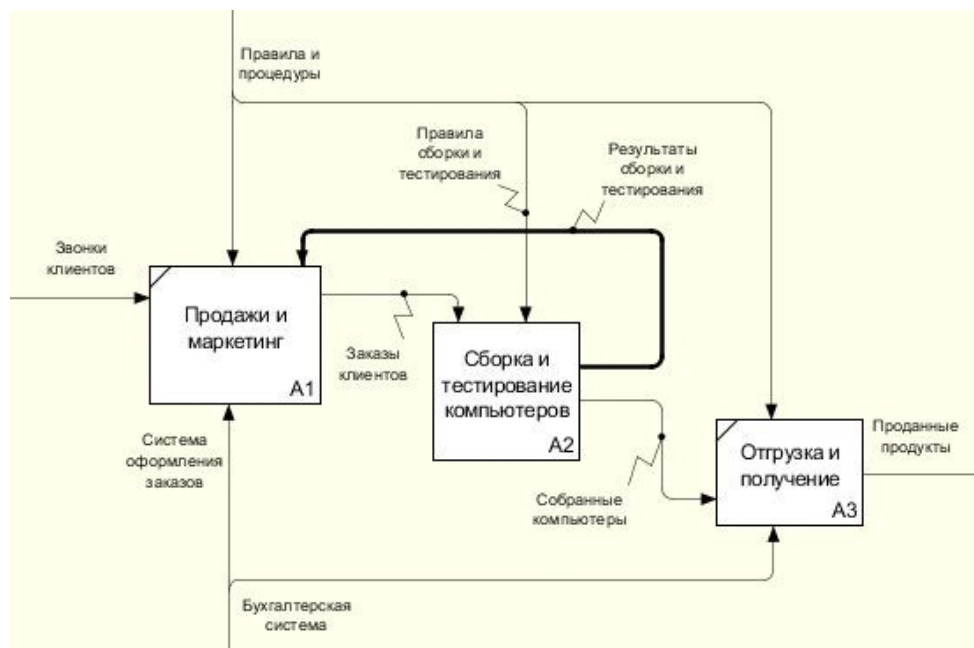 Правила и
процедуры
Правила
сборки и
тестирования
Результаты
сборки и
тестирования
Звонки
клиентов
Продажи и
маркетинг
A1
Заказы
клиентов
Сборка и
тестирование
компьютеров
A2
Система
оформления
заказов
Собранные
компьютеры
Отгрузка и
получение
A3
Проданные
продукты
Бухгалтерская
система